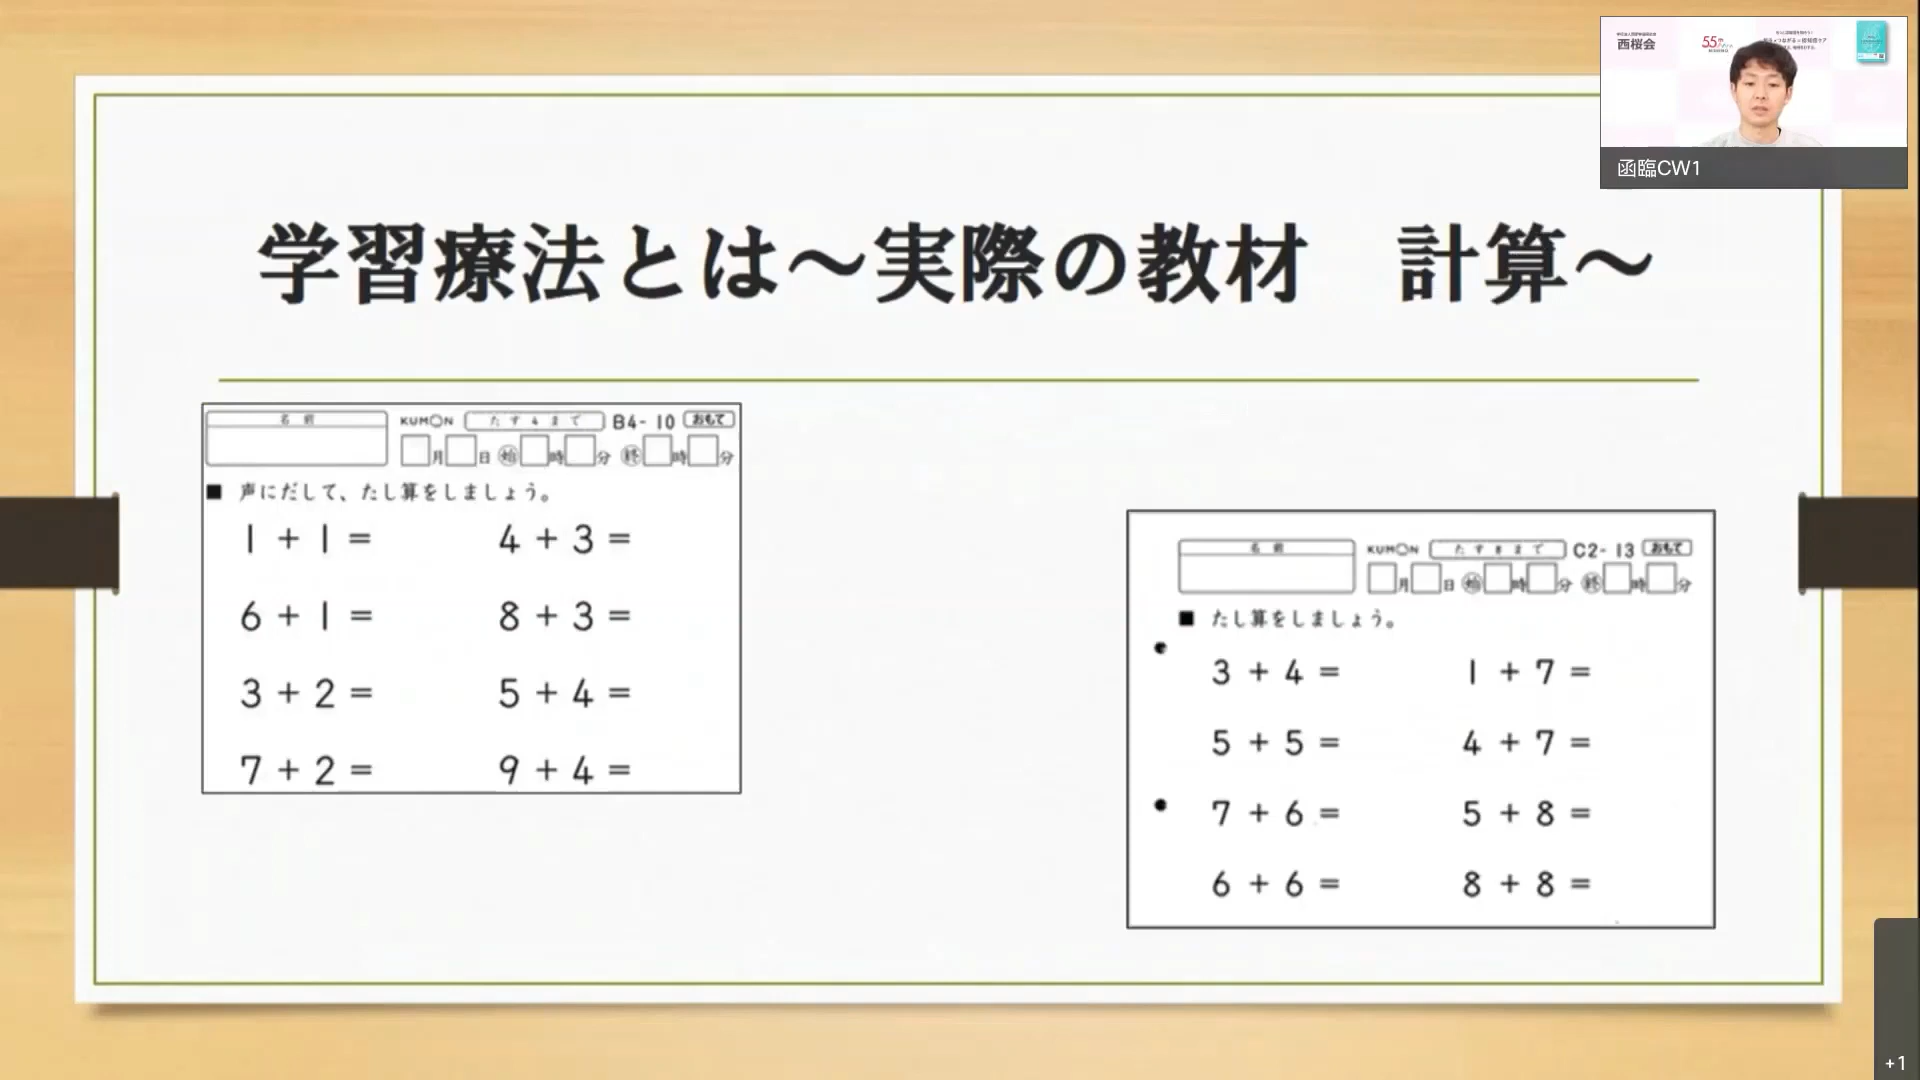 西桜会
55th
函臨CW1
学習療法とは～実際の教材　計算～
名前
KUMON たす4まで B4-10 おもて
月 日 始 時 分 終 時 分
■ 声にだして、たし算をしましょう。
1 + 1 = 4 + 3 =
6 + 1 = 8 + 3 =
3 + 2 = 5 + 4 =
7 + 2 = 9 + 4 =
名前
KUMON たす8まで C2-13 おもて
月 日 始 時 分 終 時 分
■ たし算をしましょう。
3 + 4 = 1 + 7 =
5 + 5 = 4 + 7 =
7 + 6 = 5 + 8 =
6 + 6 = 8 + 8 =
+1